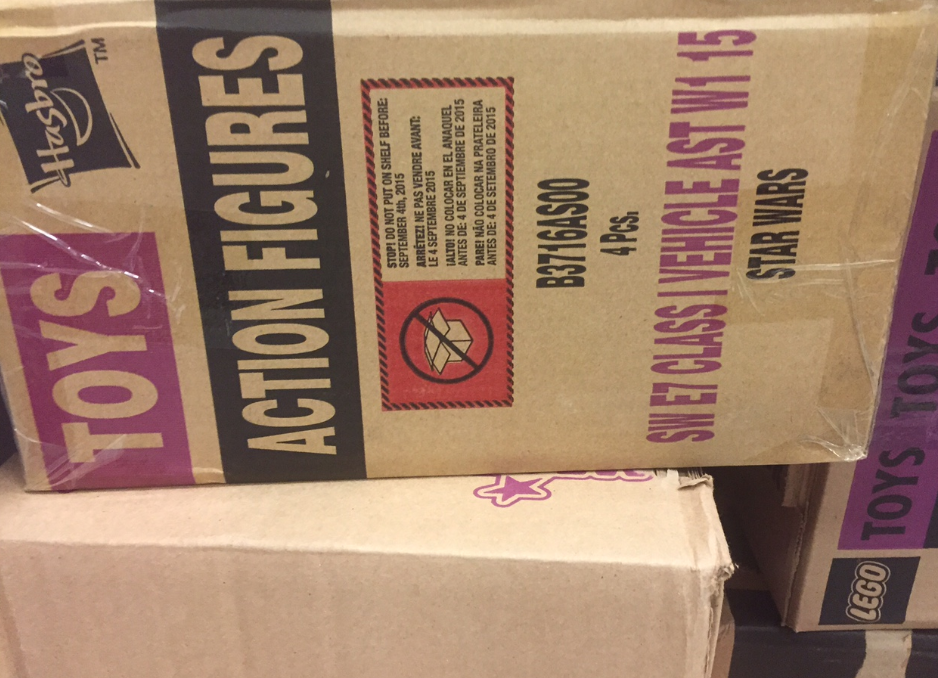 Hasbro
TM
TOYS
ACTION FIGURES
STOP! DO NOT PUT ON SHELF BEFORE:
SEPTEMBER 4th, 2015
ARRÊTEZ! NE PAS VENDRE AVANT:
LE 4 SEPTEMBRE 2015
¡ALTO! NO COLOCAR EN EL ANAQUEL
ANTES DE: 4 DE SEPTIEMBRE DE 2015
PARE! NÃO COLOCAR NA PRATELEIRA
ANTES DE: 4 DE SETEMBRO DE 2015
B3716AS00
4 Pcs.
SW E7 CLASS I VEHICLE AST W1 15
STAR WARS
LEGO
TOYS TOYS